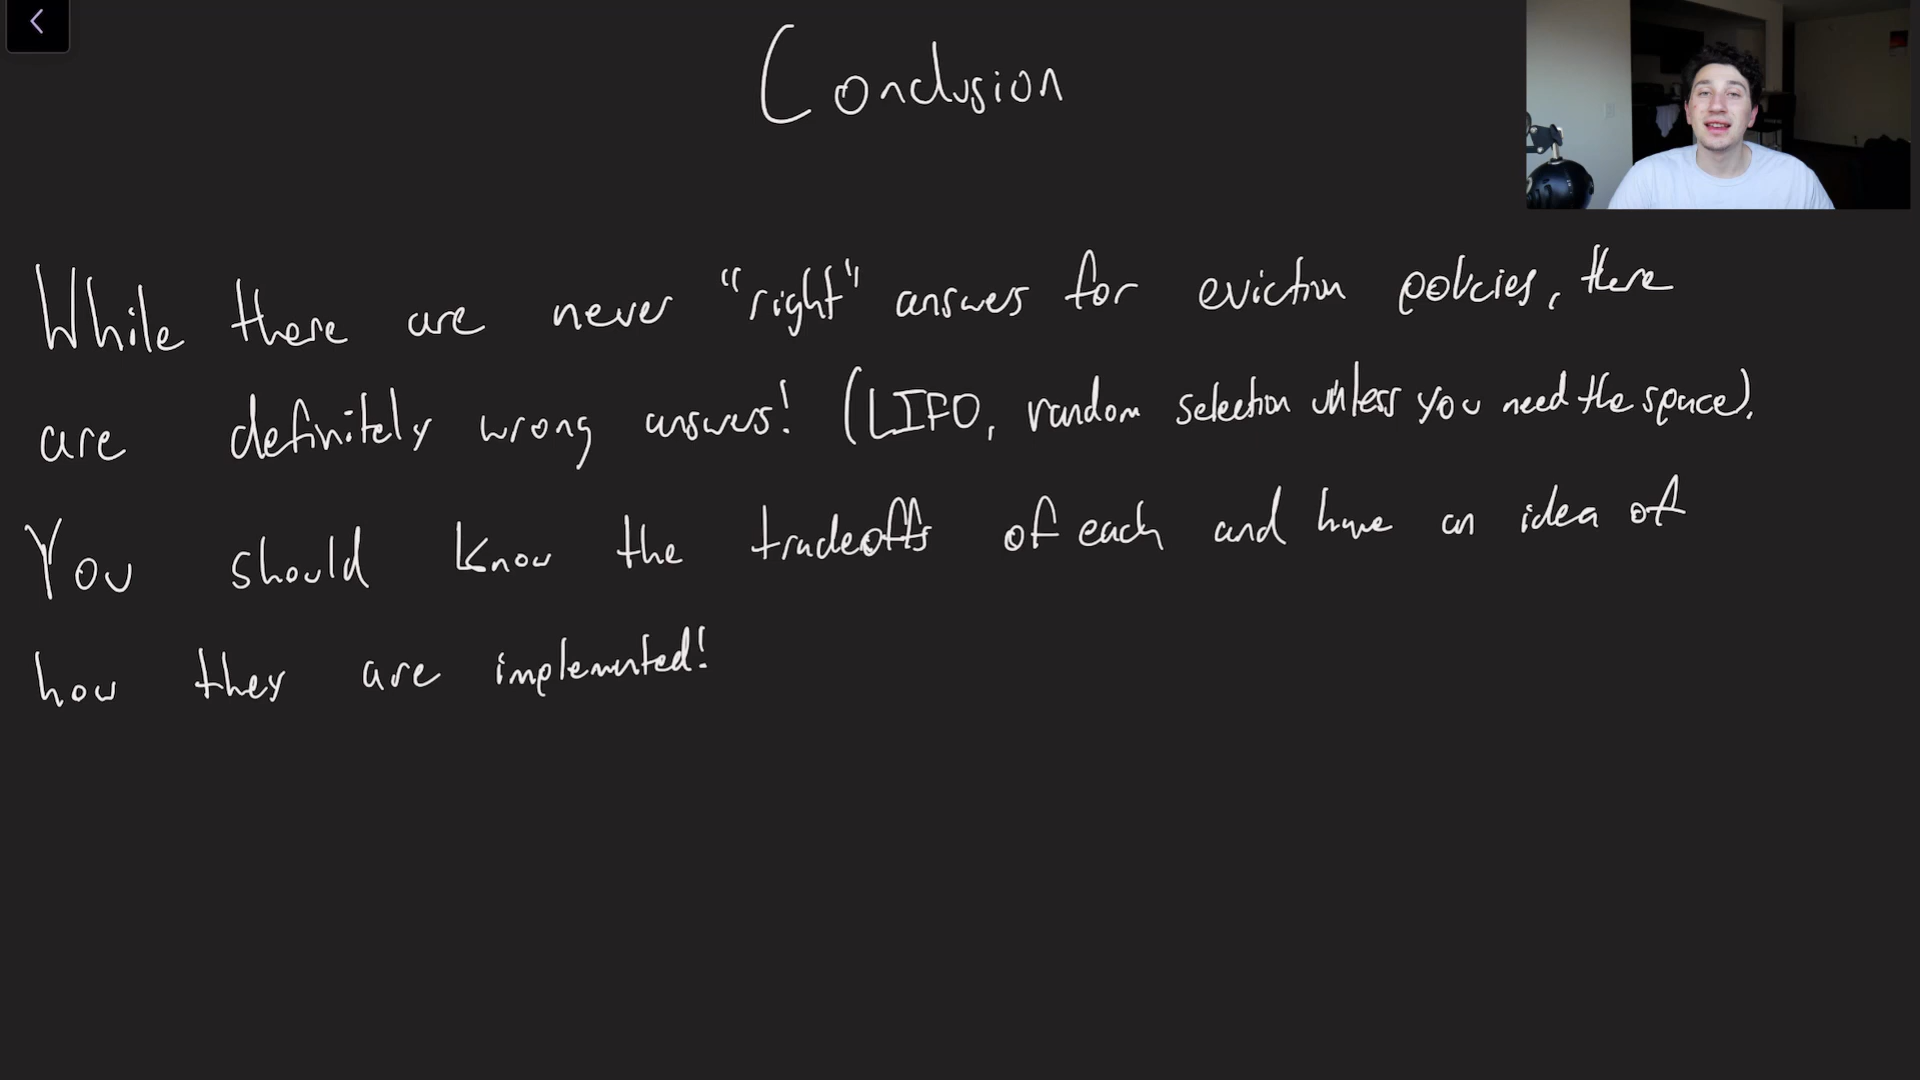 Conclusion
While there are never "right" answers for eviction policies, there
are definitely wrong answers! (LIFO, random selection unless you need the space).
You should know the tradeoffs of each and have an idea of
how they are implemented!